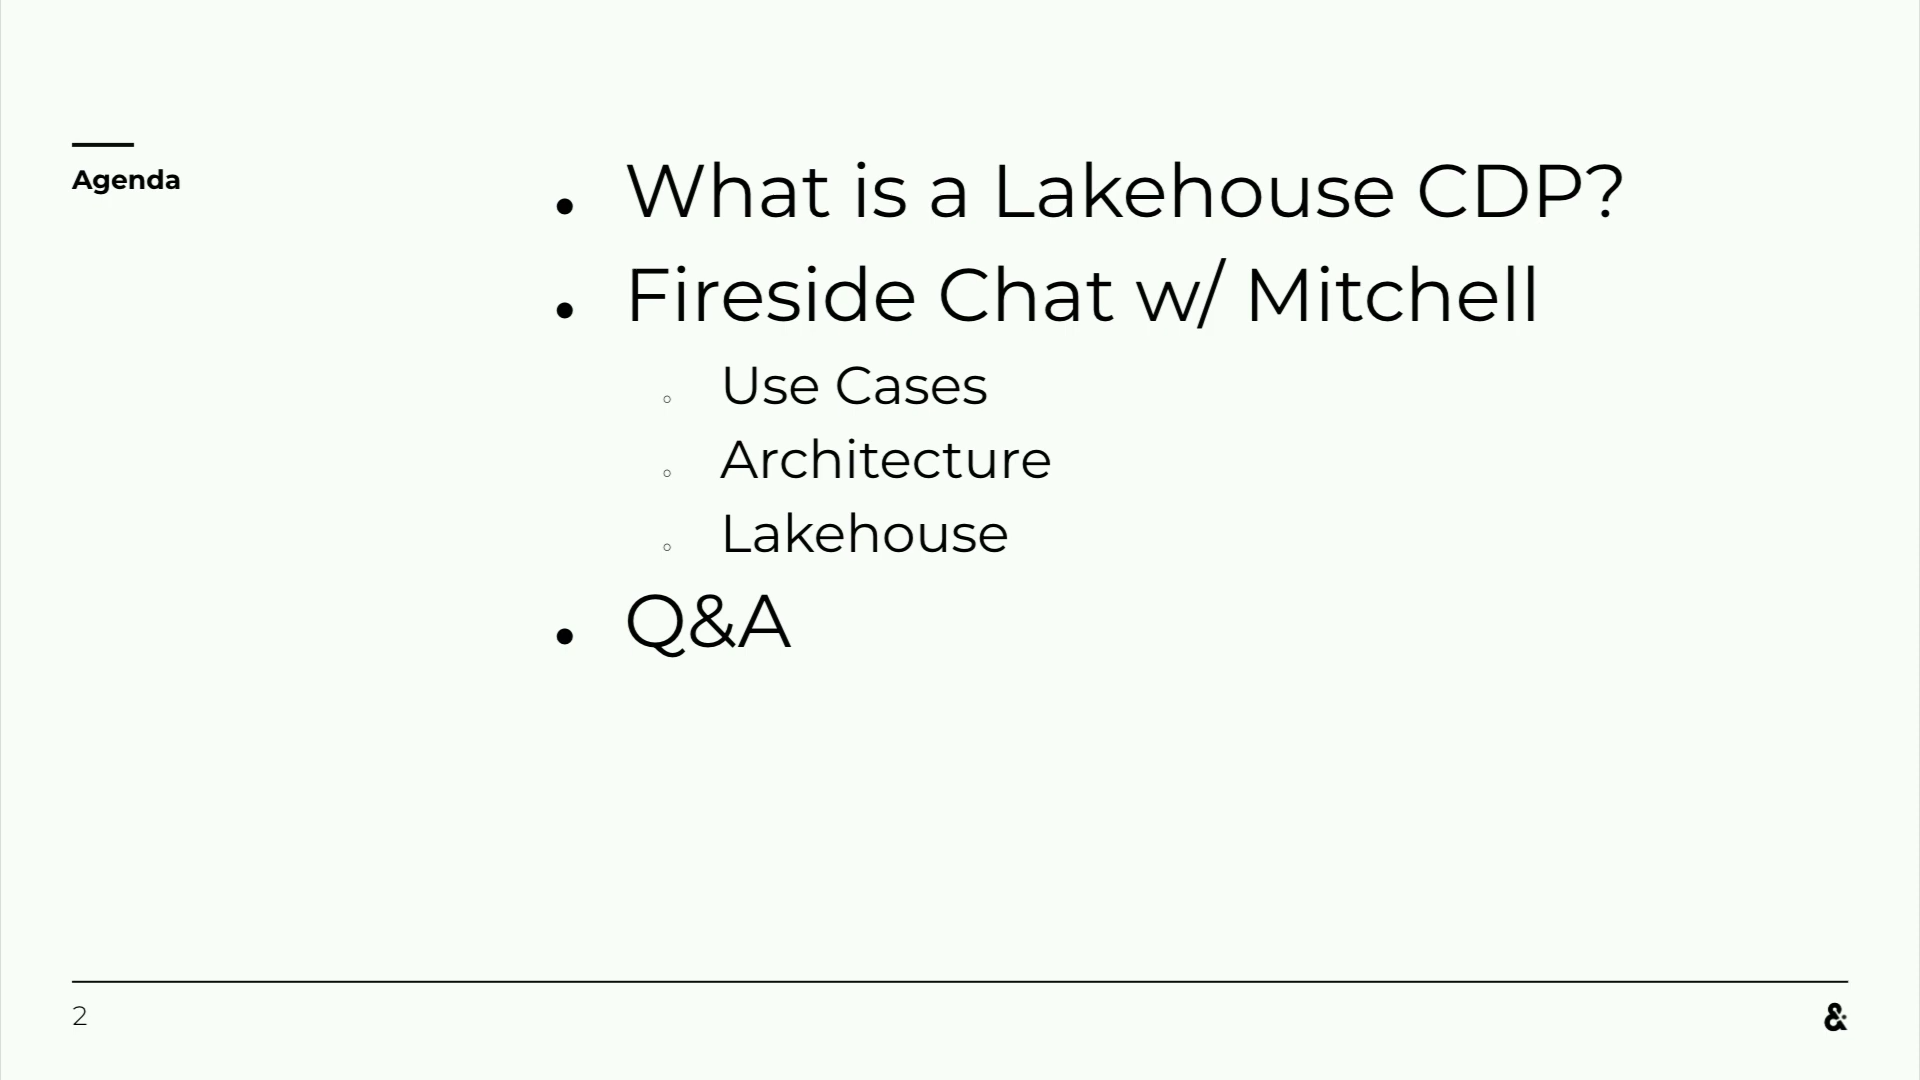 Agenda
• What is a Lakehouse CDP?
• Fireside Chat w/ Mitchell
◦ Use Cases
◦ Architecture
◦ Lakehouse
• Q&A
2
&